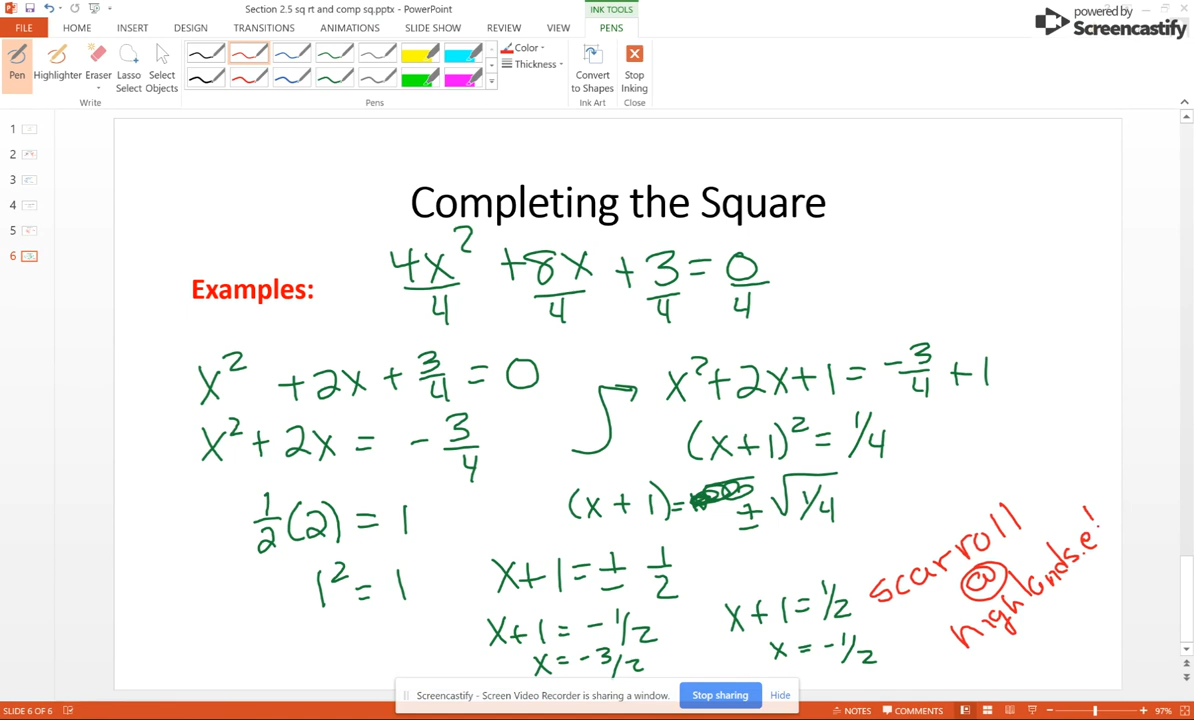 Section 2.5 sq rt and comp sq.pptx - PowerPoint
INK TOOLS
powered by
Screencastify
FILE HOME INSERT DESIGN TRANSITIONS ANIMATIONS SLIDE SHOW REVIEW VIEW PENS
Pen Highlighter Eraser Lasso Select Select Objects
Color
Thickness
Convert to Shapes
Stop Inking
Write Pens Ink Art Close
1
2
3
4
5
6
Completing the Square
Examples:
4x²/4 + 8x/4 + 3/4 = 0/4
x² + 2x + 3/4 = 0
x² + 2x = - 3/4
1/2 (2) = 1
1² = 1
x² + 2x + 1 = - 3/4 + 1
(x + 1)² = 1/4
(x + 1) = ± √1/4
x + 1 = ± 1/2
x + 1 = - 1/2
x = - 3/2
x + 1 = 1/2
x = - 1/2
scarroll
@
highlands.e
Screencastify - Screen Video Recorder is sharing a window. Stop sharing Hide
SLIDE 6 OF 6 NOTES COMMENTS 97%